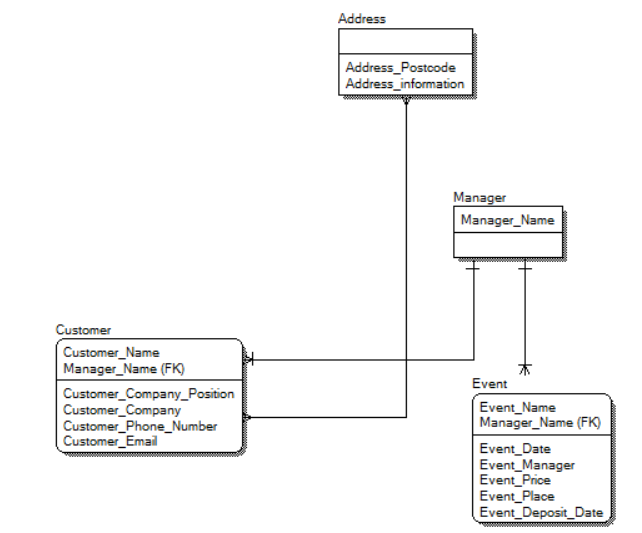 Address
Address_Postcode
Address_information
Manager
Manager_Name
Customer
Customer_Name
Manager_Name (FK)
Customer_Company_Position
Customer_Company
Customer_Phone_Number
Customer_Email
Event
Event_Name
Manager_Name (FK)
Event_Date
Event_Manager
Event_Price
Event_Place
Event_Deposit_Date